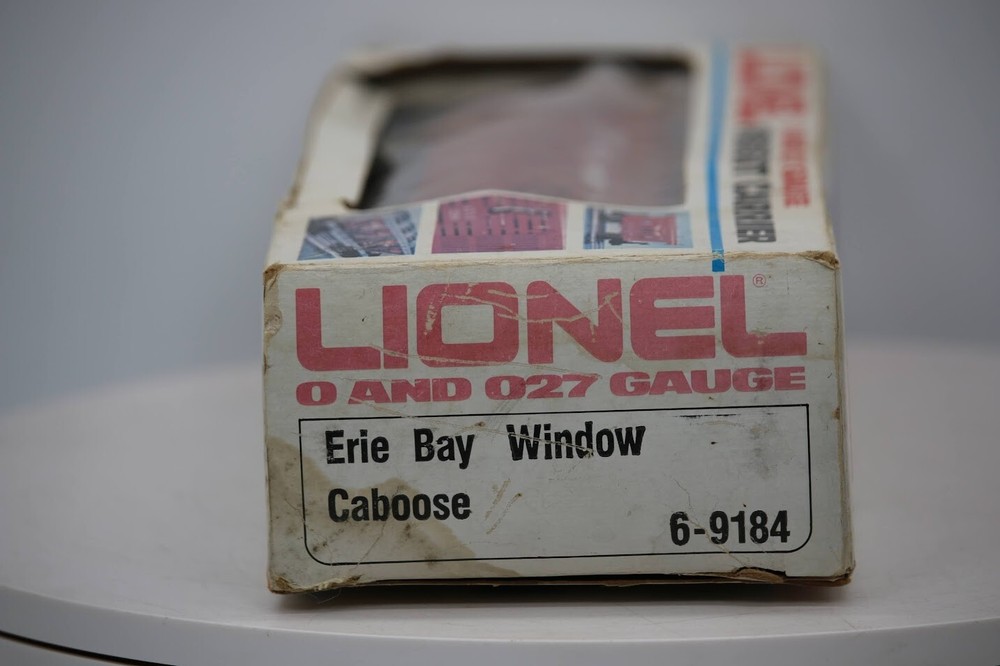 LIONEL®
O AND O27 GAUGE
Erie Bay Window
Caboose
6-9184